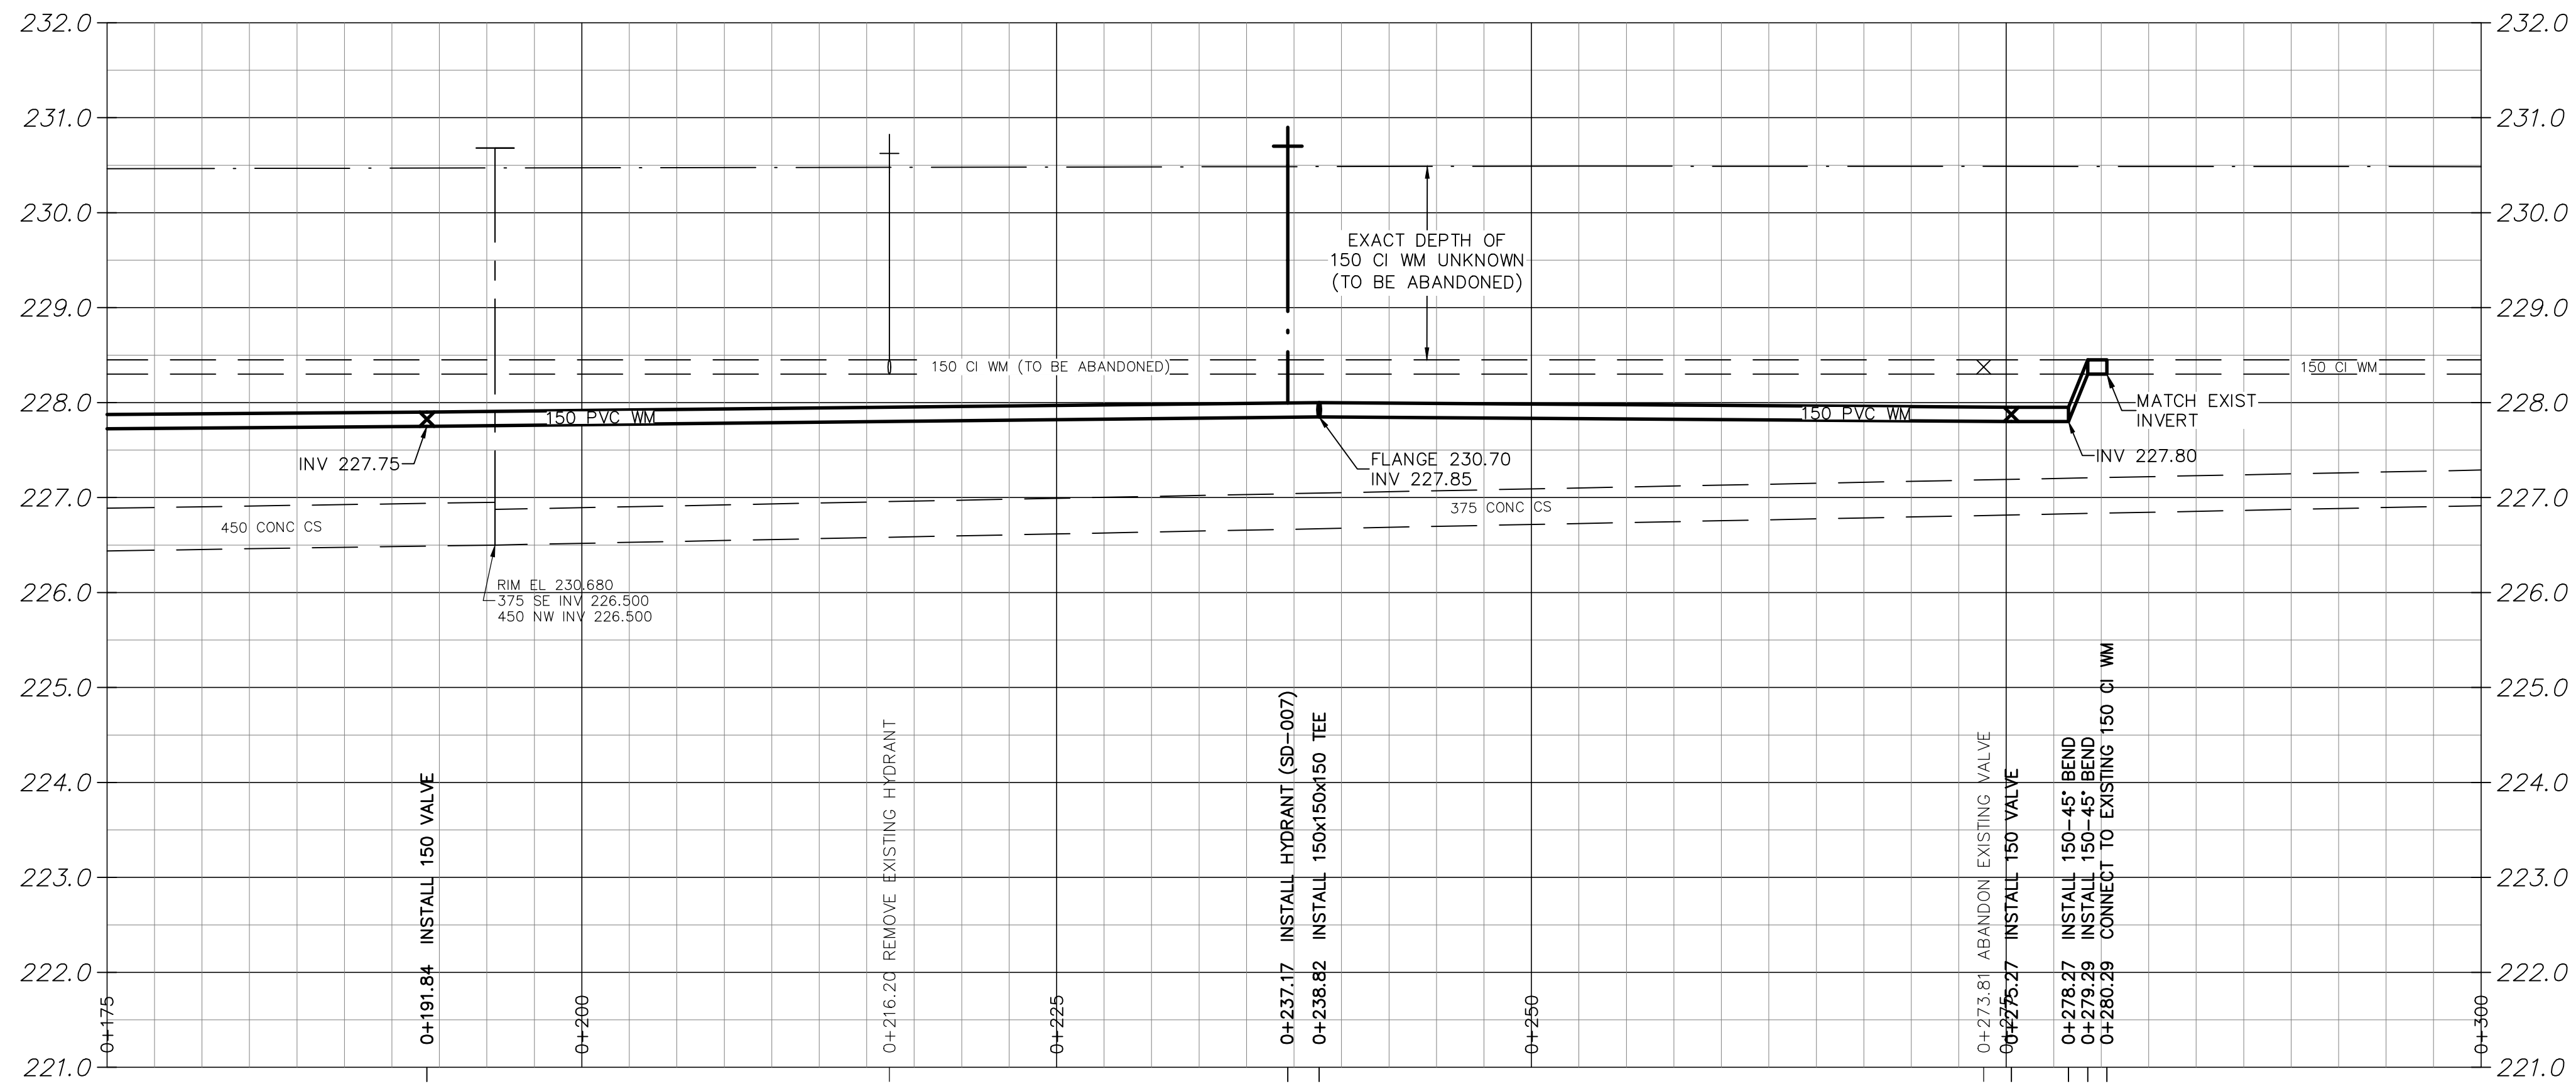 232.0
232.0
231.0
231.0
230.0
230.0
EXACT DEPTH OF
150 CI WM UNKNOWN
(TO BE ABANDONED)
229.0
229.0
150 CI WM (TO BE ABANDONED)
150 CI WM
228.0
228.0
150 PVC WM
150 PVC WM
MATCH EXIST
INVERT
INV 227.75
FLANGE 230.70
INV 227.85
INV 227.80
227.0
227.0
450 CONC CS
375 CONC CS
226.0
226.0
RIM EL 230.680
375 SE INV 226.500
450 NW INV 226.500
225.0
225.0
224.0
224.0
223.0
223.0
222.0
222.0
221.0
221.0
0+175
0+191.84 INSTALL 150 VALVE
0+200
0+216.20 REMOVE EXISTING HYDRANT
0+225
0+237.17 INSTALL HYDRANT (SD-007)
0+238.82 INSTALL 150x150x150 TEE
0+250
0+273.81 ABANDON EXISTING VALVE
0+275
0+275.27 INSTALL 150 VALVE
0+278.27 INSTALL 150-45° BEND
0+279.29 INSTALL 150-45° BEND
0+280.29 CONNECT TO EXISTING 150 CI WM
0+300